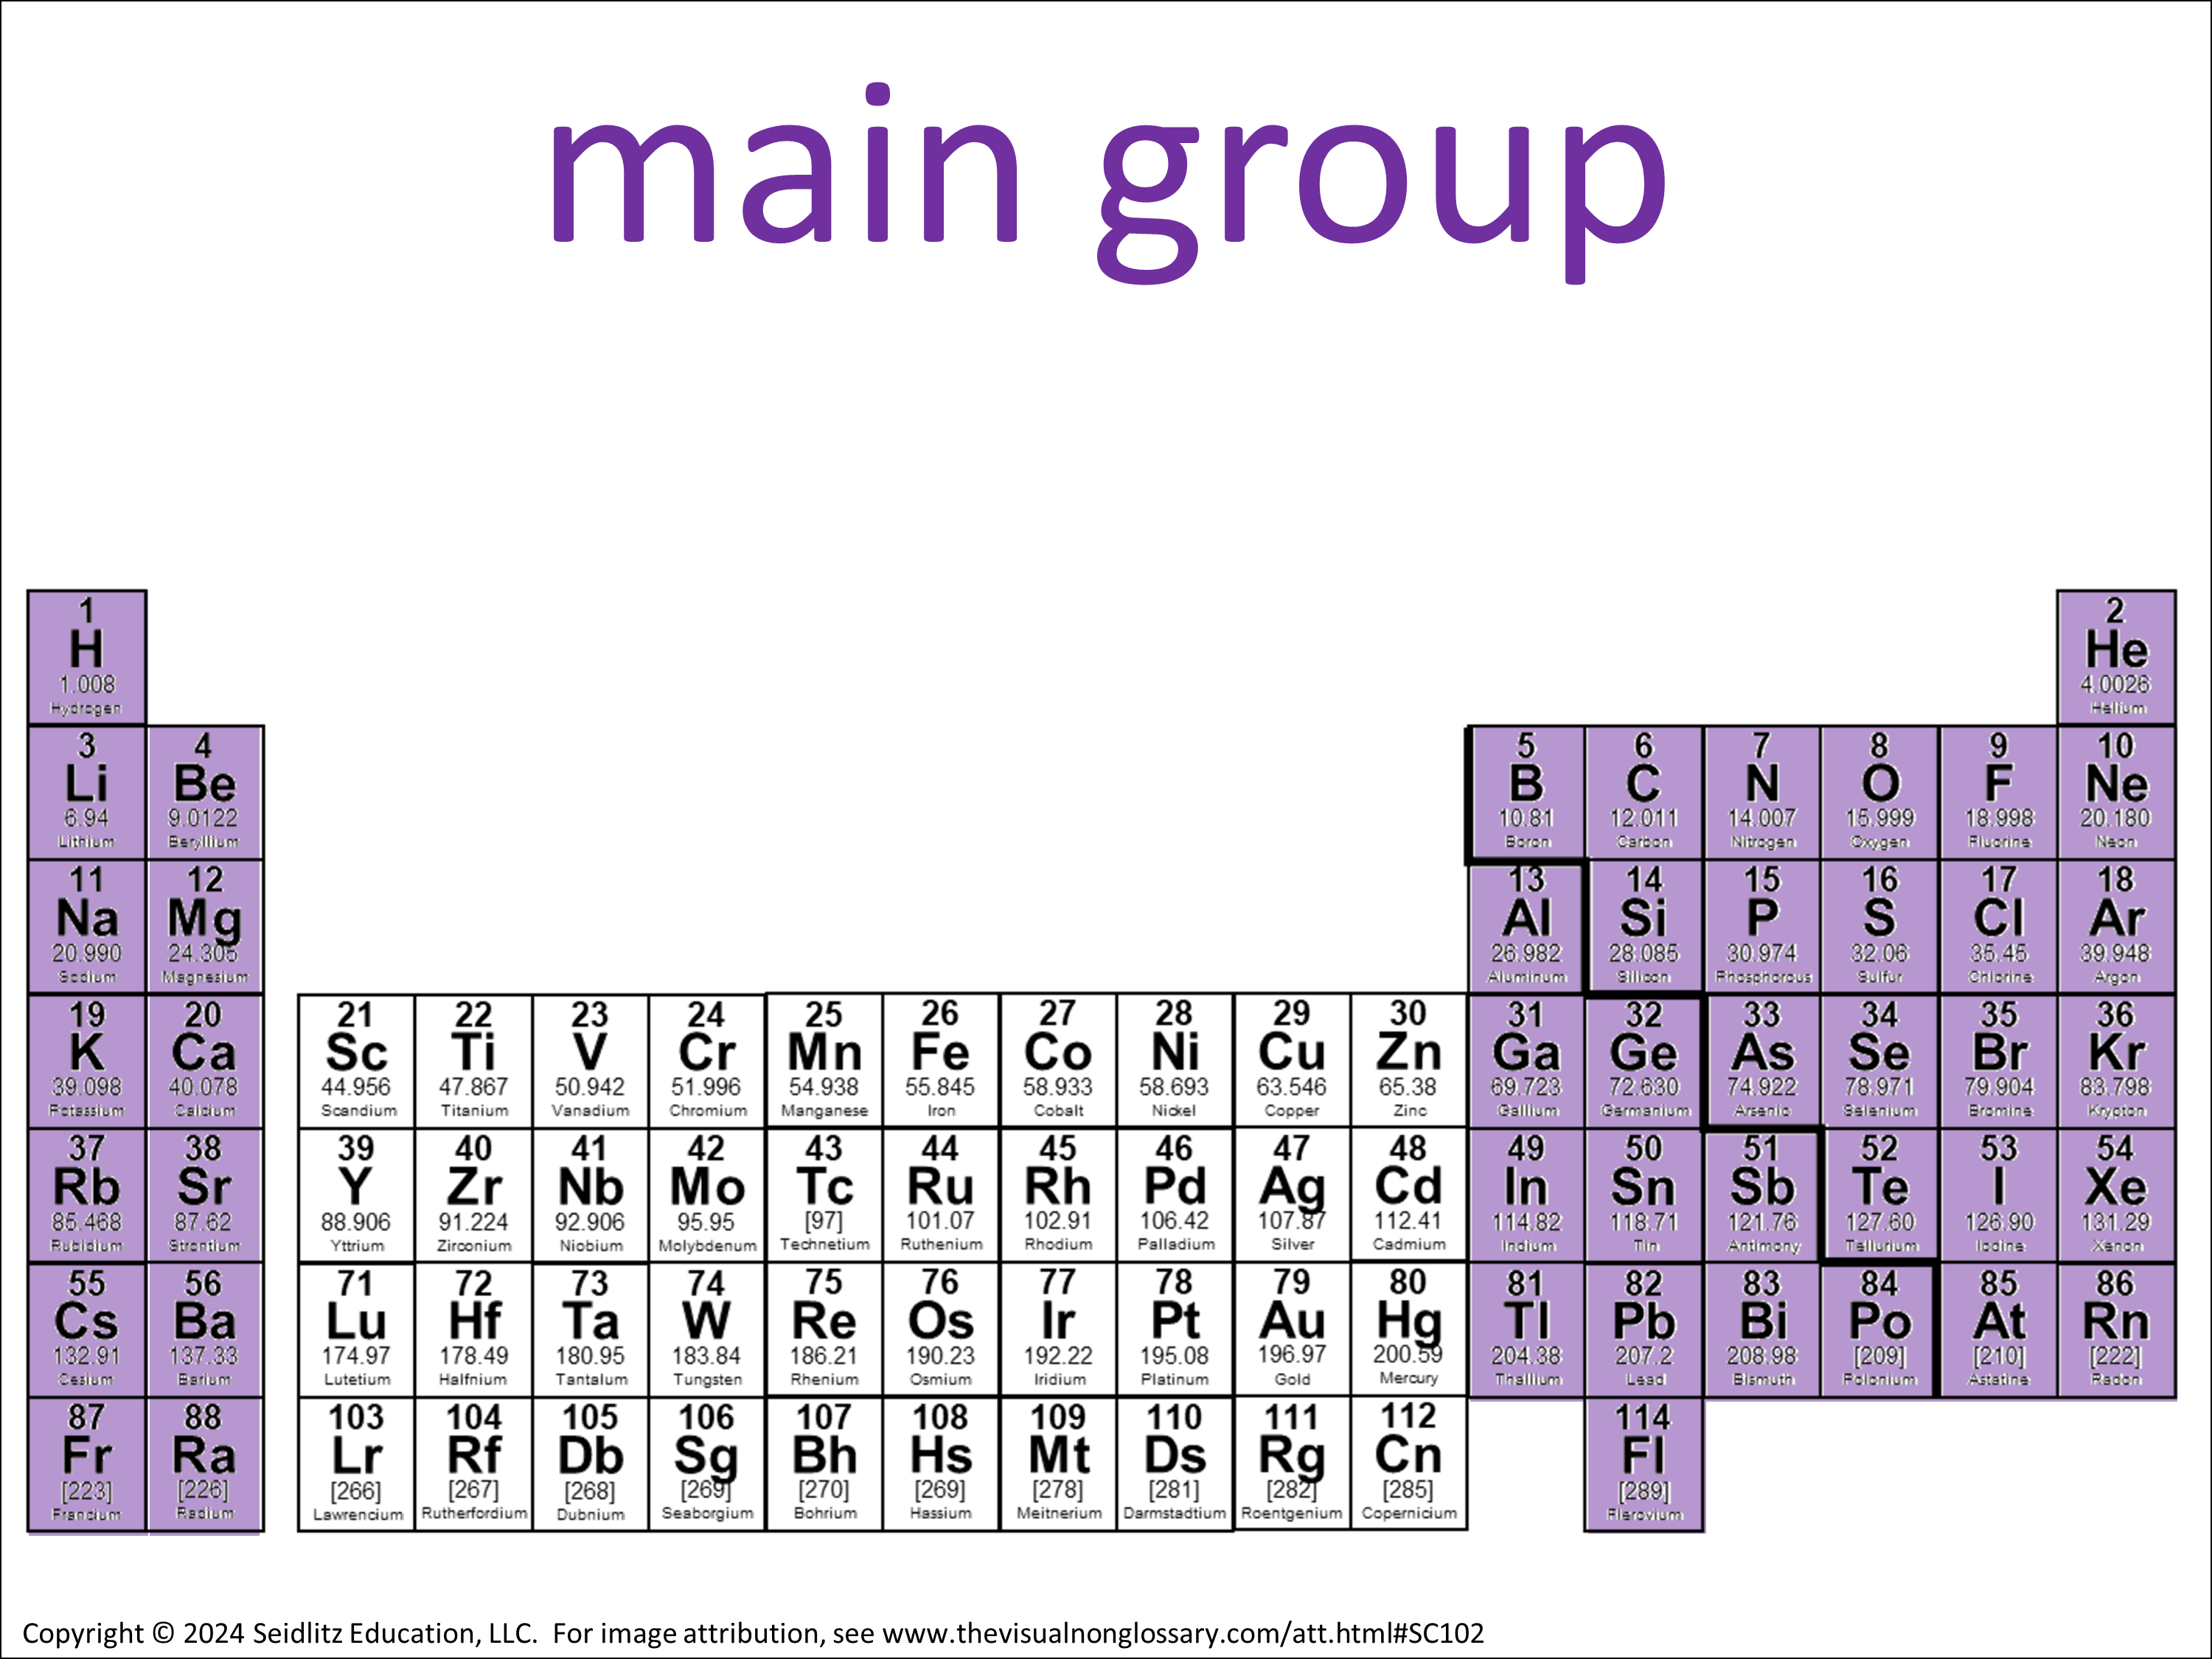 main group
1 2
H He
1.008 4.0026
Hydrogen Helium
3 4 5 6 7 8 9 10
Li Be B C N O F Ne
6.94 9.0122 10.81 12.011 14.007 15.999 18.998 20.180
Lithium Beryllium Boron Carbon Nitrogen Oxygen Fluorine Neon
11 12 13 14 15 16 17 18
Na Mg Al Si P S Cl Ar
20.990 24.305 26.982 28.085 30.974 32.06 35.45 39.948
Sodium Magnesium Aluminum Silicon Phosphorous Sulfur Chlorine Argon
19 20 21 22 23 24 25 26 27 28 29 30 31 32 33 34 35 36
K Ca Sc Ti V Cr Mn Fe Co Ni Cu Zn Ga Ge As Se Br Kr
39.098 40.078 44.956 47.867 50.942 51.996 54.938 55.845 58.933 58.693 63.546 65.38 69.723 72.630 74.922 78.971 79.904 83.798
Potassium Calcium Scandium Titanium Vanadium Chromium Manganese Iron Cobalt Nickel Copper Zinc Gallium Germanium Arsenic Selenium Bromine Krypton
37 38 39 40 41 42 43 44 45 46 47 48 49 50 51 52 53 54
Rb Sr Y Zr Nb Mo Tc Ru Rh Pd Ag Cd In Sn Sb Te I Xe
85.468 87.62 88.906 91.224 92.906 95.95 [97] 101.07 102.91 106.42 107.87 112.41 114.82 118.71 121.76 127.60 126.90 131.29
Rubidium Strontium Yttrium Zirconium Niobium Molybdenum Technetium Ruthenium Rhodium Palladium Silver Cadmium Indium Tin Antimony Tellurium Iodine Xenon
55 56 71 72 73 74 75 76 77 78 79 80 81 82 83 84 85 86
Cs Ba Lu Hf Ta W Re Os Ir Pt Au Hg Tl Pb Bi Po At Rn
132.91 137.33 174.97 178.49 180.95 183.84 186.21 190.23 192.22 195.08 196.97 200.59 204.38 207.2 208.98 [209] [210] [222]
Cesium Barium Lutetium Halfnium Tantalum Tungsten Rhenium Osmium Iridium Platinum Gold Mercury Thallium Lead Bismuth Polonium Astatine Radon
87 88 103 104 105 106 107 108 109 110 111 112 114
Fr Ra Lr Rf Db Sg Bh Hs Mt Ds Rg Cn Fl
[223] [226] [266] [267] [268] [269] [270] [269] [278] [281] [282] [285] [289]
Francium Radium Lawrencium Rutherfordium Dubnium Seaborgium Bohrium Hassium Meitnerium Darmstadtium Roentgenium Copernicium Flerovium
Copyright © 2024 Seidlitz Education, LLC. For image attribution, see www.thevisualnonglossary.com/att.html#SC102